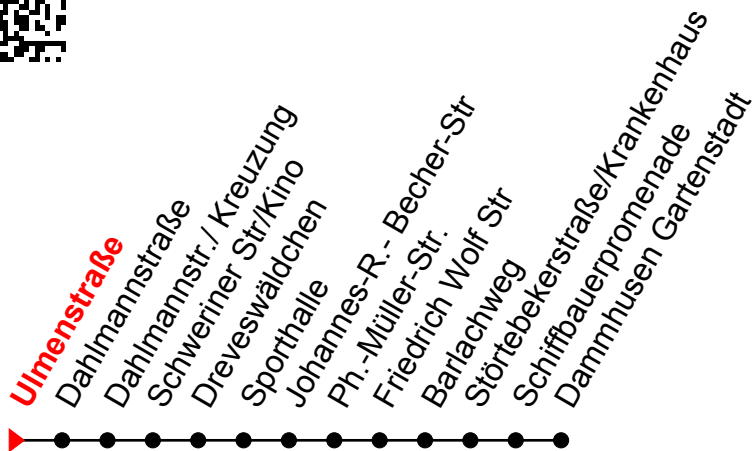 Ulmenstraße
Dahlmannstraße
Dahlmannstr./ Kreuzung
Schweriner Str/Kino
Dreveswäldchen
Sporthalle
Johannes-R.- Becher-Str
Ph.-Müller-Str.
Friedrich Wolf Str
Barlachweg
Störtebekerstraße/Krankenhaus
Schiffbauerpromenade
Dammhusen Gartenstadt